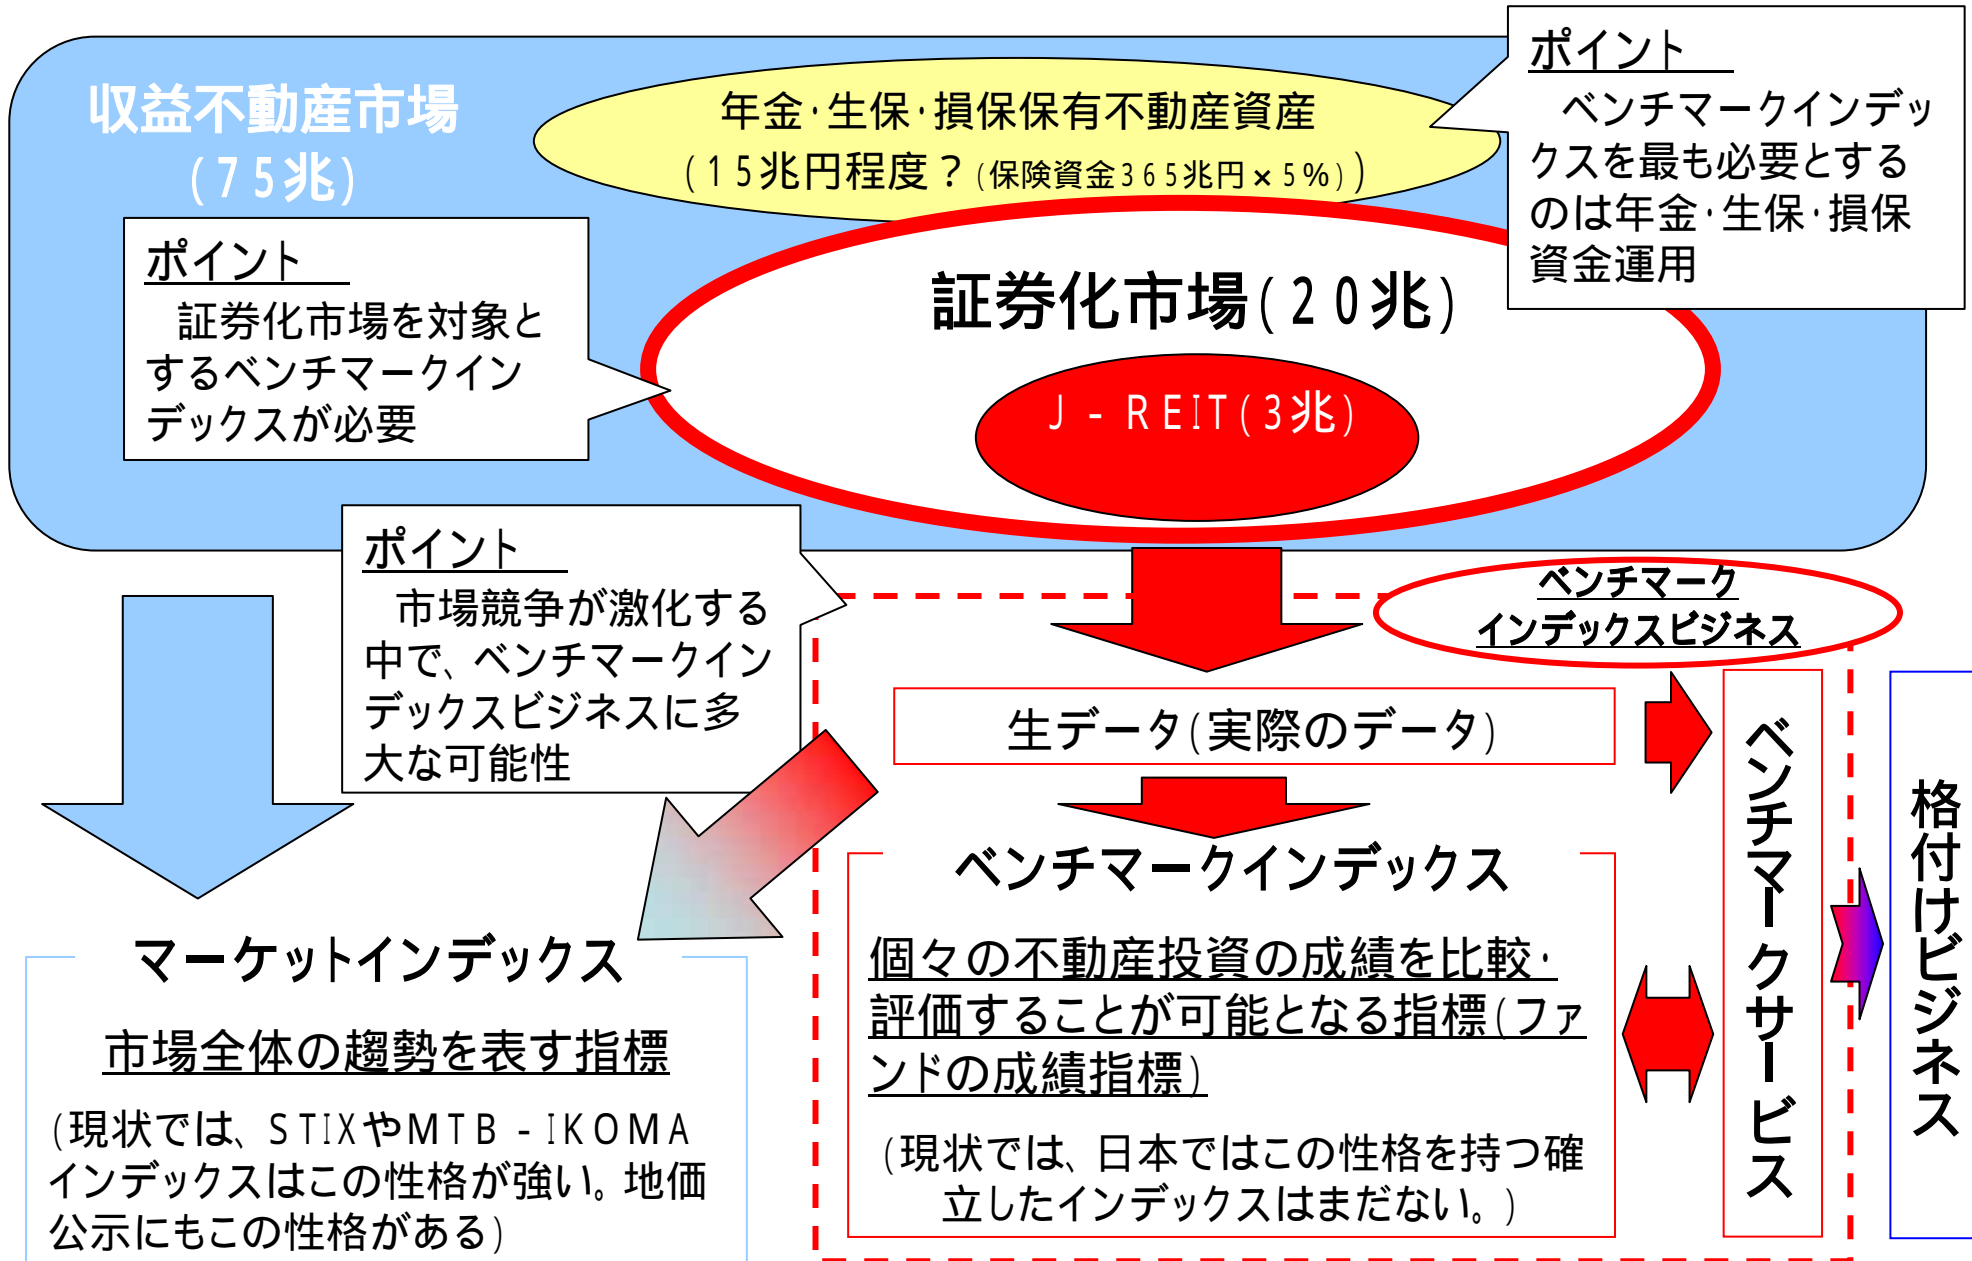 収益不動産市場
(75兆)
年金·生保·損保保有不動産資産
(15兆円程度？(保険資金365兆円×5%))
ポイント
ベンチマークインデッ
クスを最も必要とする
のは年金·生保·損保
資金運用
ポイント
証券化市場を対象と
するベンチマークイン
デックスが必要
証券化市場(20兆)
J-REIT(3兆)
ポイント
市場競争が激化する
中で、ベンチマークイン
デックスビジネスに多
大な可能性
ベンチマーク
インデックスビジネス
生データ(実際のデータ)
ベンチマークインデックス
個々の不動産投資の成績を比較·
評価することが可能となる指標(ファ
ンドの成績指標)
(現状では、日本ではこの性格を持つ確
立したインデックスはまだない。)
ベンチマークサービス
格付けビジネス
マーケットインデックス
市場全体の趨勢を表す指標
(現状では、STIXやMTB-IKOMA
インデックスはこの性格が強い。地価
公示にもこの性格がある)